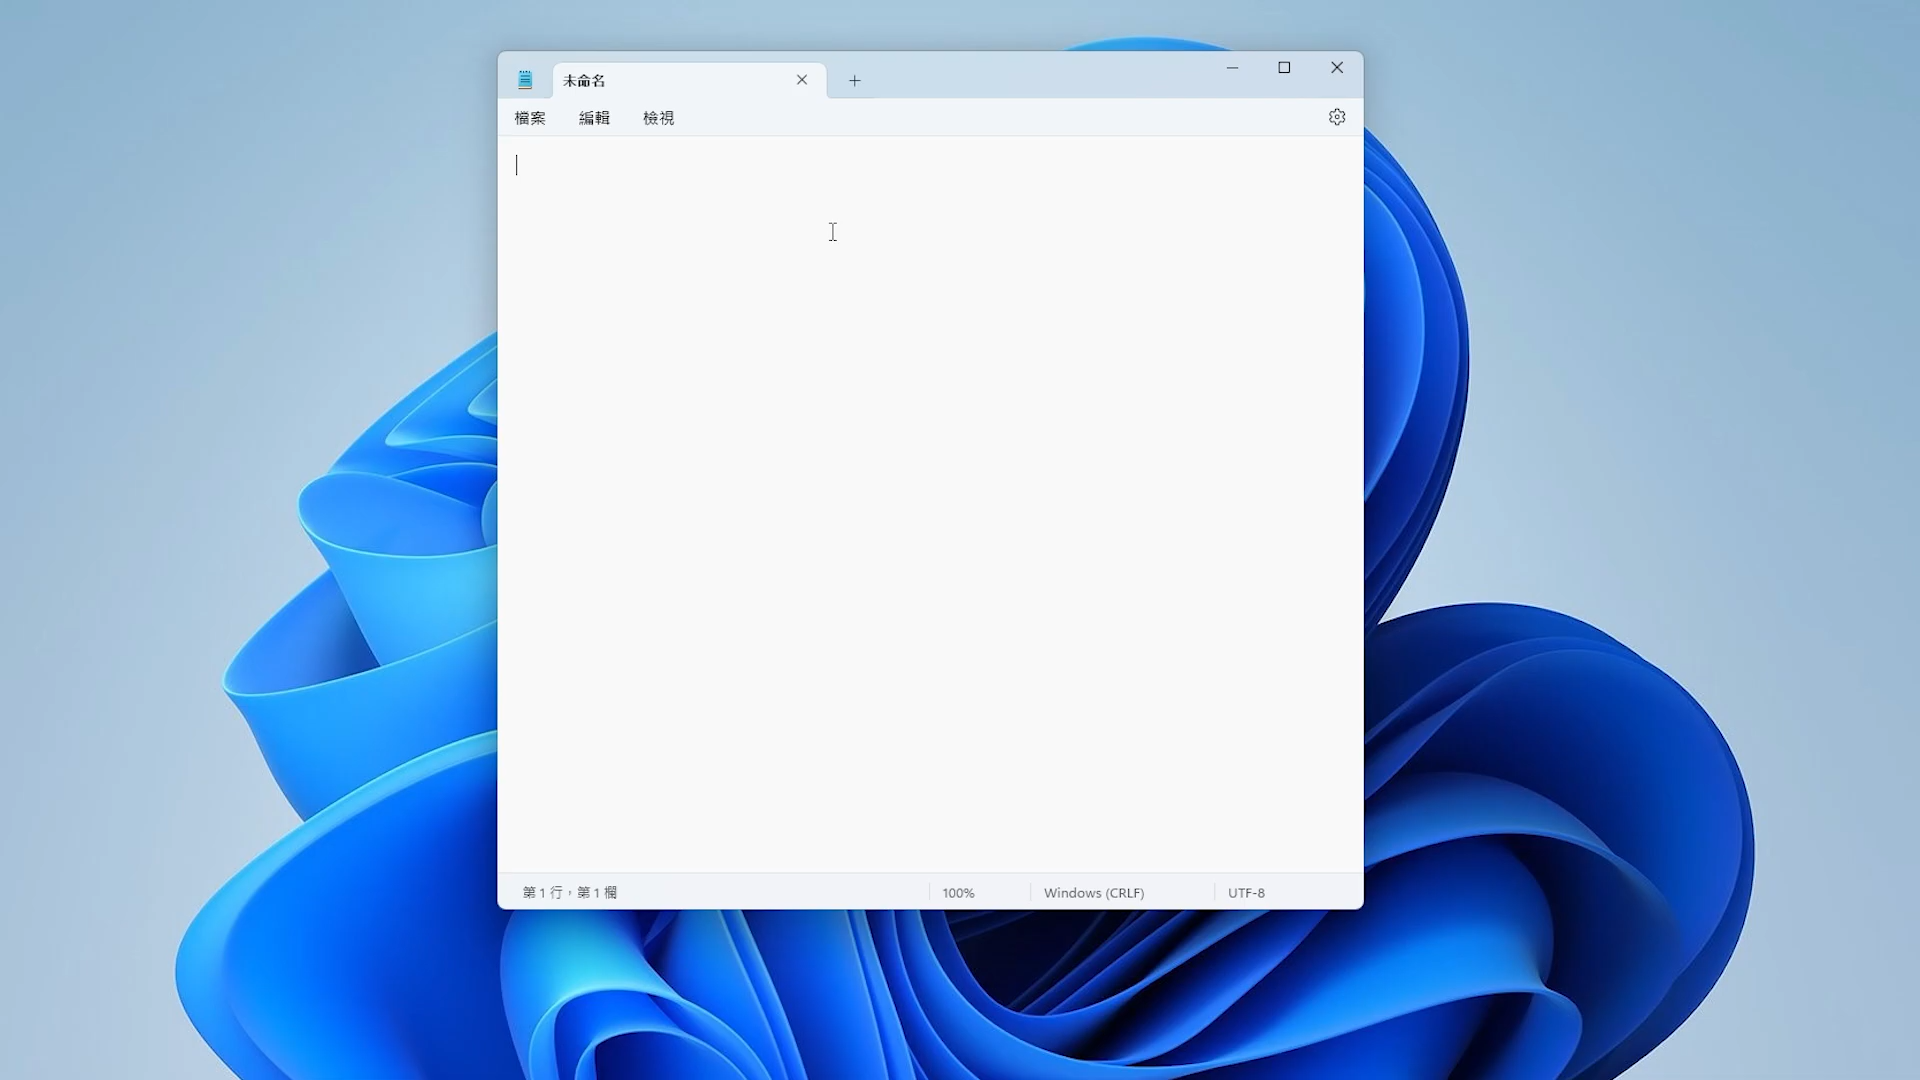 未命名
檔案 編輯 檢視
第 1 行，第 1 欄 100% Windows (CRLF) UTF-8